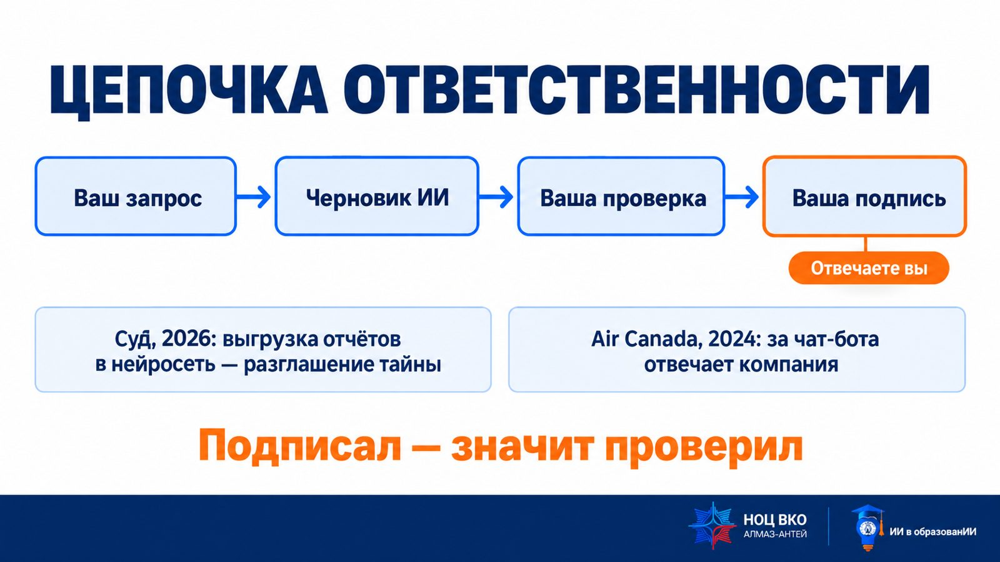 ЦЕПОЧКА ОТВЕТСТВЕННОСТИ
Ваш запрос
Черновик ИИ
Ваша проверка
Ваша подпись
Отвечаете вы
Суд, 2026: выгрузка отчётов
в нейросеть — разглашение тайны
Air Canada, 2024: за чат-бота
отвечает компания
Подписал — значит проверил
НОЦ ВКО
АЛМАЗ-АНТЕЙ
ИИ в образованИИ